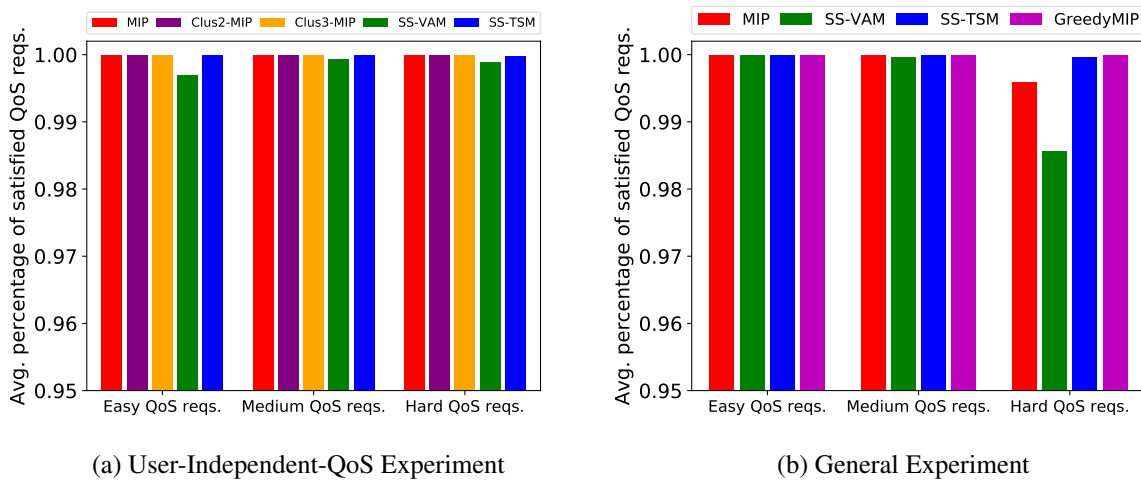 MIP Clus2-MIP Clus3-MIP SS-VAM SS-TSM
Avg. percentage of satisfied QoS reqs.
1.00
0.99
0.98
0.97
0.96
0.95
Easy QoS reqs. Medium QoS reqs. Hard QoS reqs.
(a) User-Independent-QoS Experiment
MIP SS-VAM SS-TSM GreedyMIP
Avg. percentage of satisfied QoS reqs.
1.00
0.99
0.98
0.97
0.96
0.95
Easy QoS reqs. Medium QoS reqs. Hard QoS reqs.
(b) General Experiment